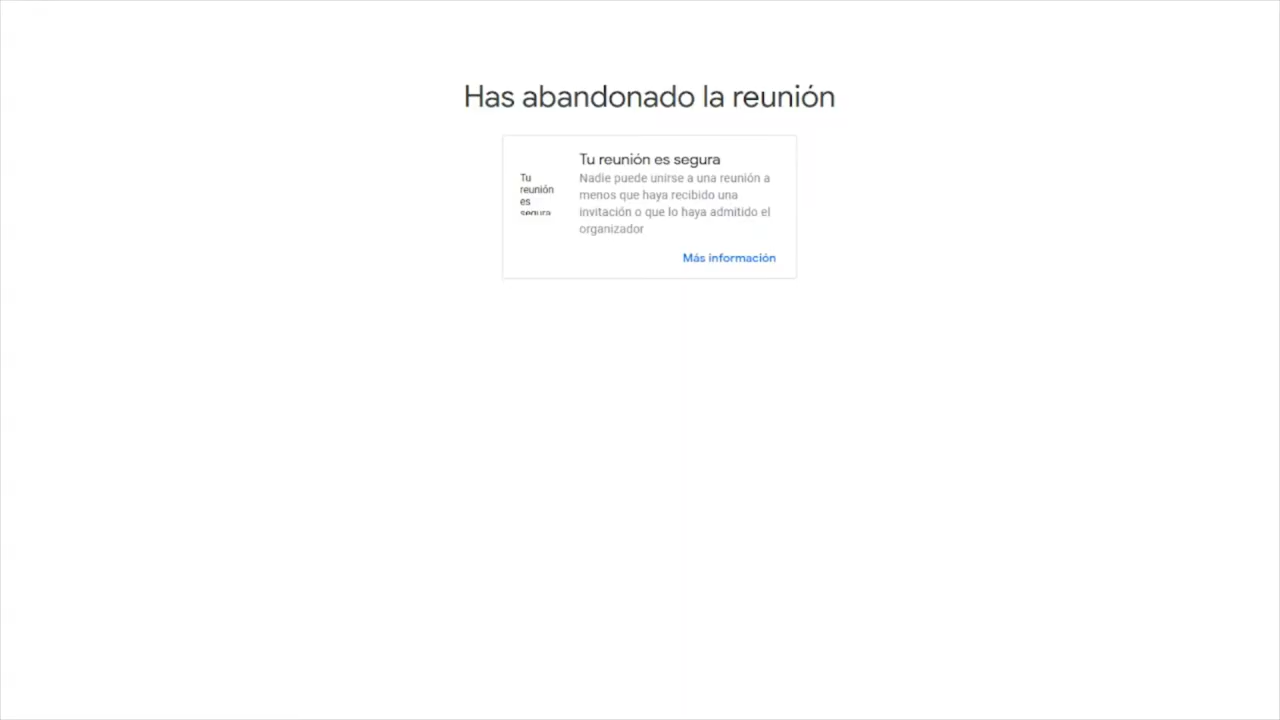 Has abandonado la reunión
Tu
reunión
es
segura
Tu reunión es segura
Nadie puede unirse a una reunión a
menos que haya recibido una
invitación o que lo haya admitido el
organizador
Más información